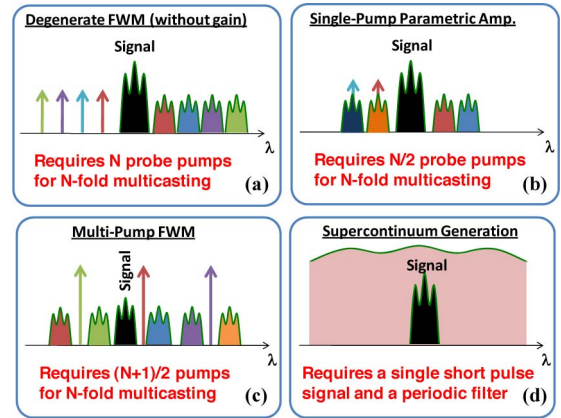 Degenerate FWM (without gain)
Signal
λ
Requires N probe pumps
for N-fold multicasting
(a)
Single-Pump Parametric Amp.
Signal
λ
Requires N/2 probe pumps
for N-fold multicasting
(b)
Multi-Pump FWM
Signal
λ
Requires (N+1)/2 pumps
for N-fold multicasting
(c)
Supercontinuum Generation
Signal
λ
Requires a single short pulse
signal and a periodic filter
(d)